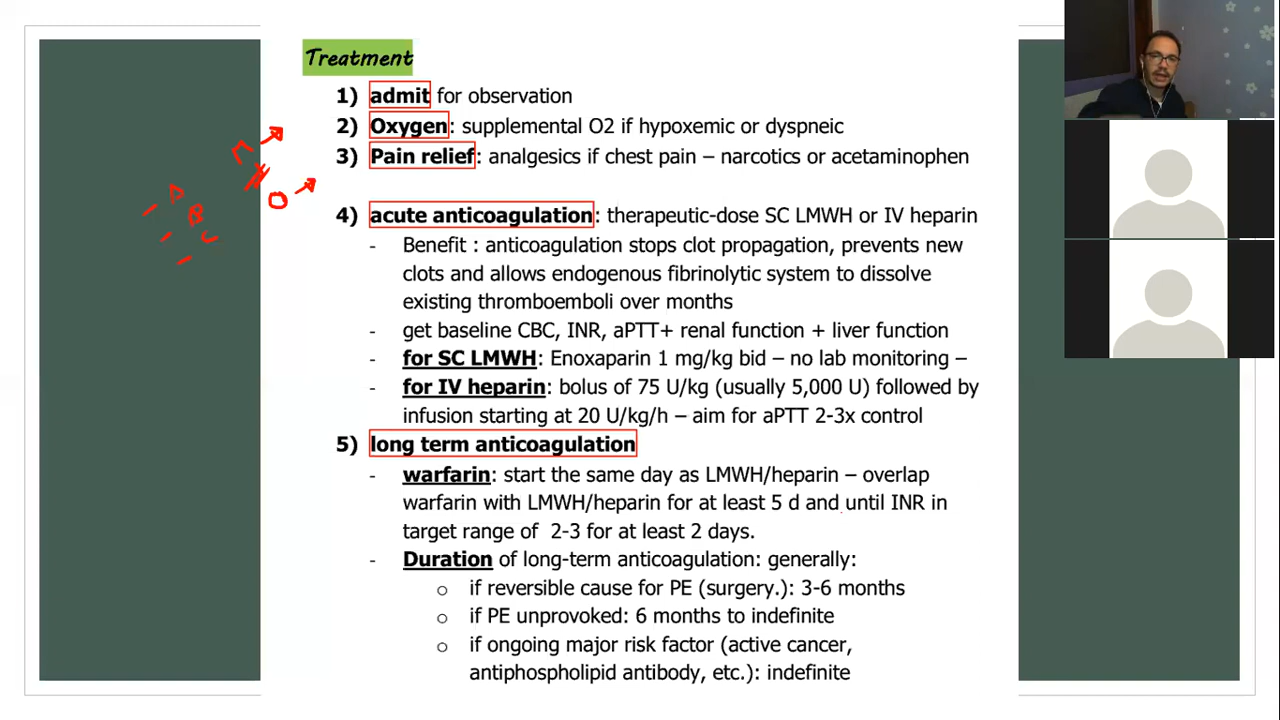 Treatment
1) admit for observation
2) Oxygen: supplemental O2 if hypoxemic or dyspneic
3) Pain relief: analgesics if chest pain – narcotics or acetaminophen
4) acute anticoagulation: therapeutic-dose SC LMWH or IV heparin
- Benefit : anticoagulation stops clot propagation, prevents new
clots and allows endogenous fibrinolytic system to dissolve
existing thromboemboli over months
- get baseline CBC, INR, aPTT+ renal function + liver function
- for SC LMWH: Enoxaparin 1 mg/kg bid – no lab monitoring –
- for IV heparin: bolus of 75 U/kg (usually 5,000 U) followed by
infusion starting at 20 U/kg/h – aim for aPTT 2-3x control
5) long term anticoagulation
- warfarin: start the same day as LMWH/heparin – overlap
warfarin with LMWH/heparin for at least 5 d and until INR in
target range of 2-3 for at least 2 days.
- Duration of long-term anticoagulation: generally:
o if reversible cause for PE (surgery.): 3-6 months
o if PE unprovoked: 6 months to indefinite
o if ongoing major risk factor (active cancer,
antiphospholipid antibody, etc.): indefinite